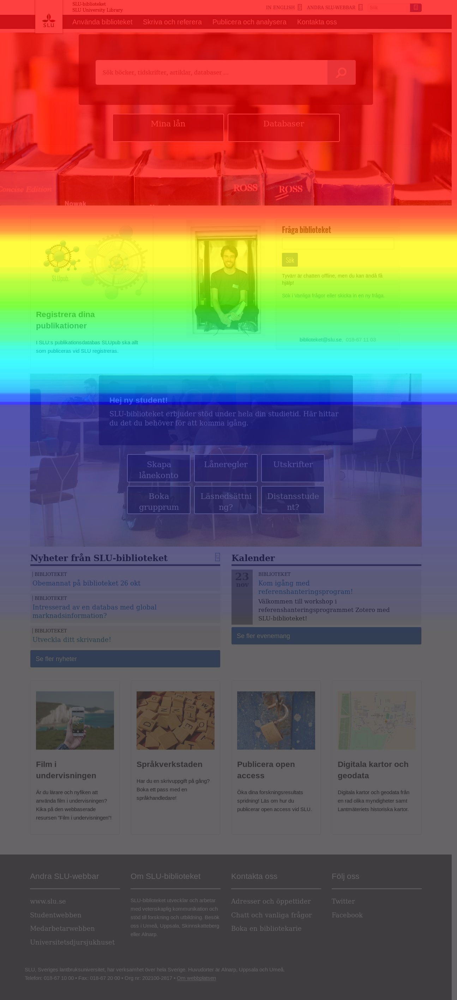 SLU-biblioteket
SLU University Library
IN ENGLISH
ANDRA SLU-WEBBAR
Sök
SLU
Använda biblioteket
Skriva och referera
Publicera och analysera
Kontakta oss
Sök böcker, tidskrifter, artiklar, databaser ...
Mina lån
Databaser
Concise Edition
Nowak
ROSS
ROSS
SLUpub.
Registrera dina
publikationer
I SLU:s publikationsdatabas SLUpub ska allt
som publiceras vid SLU registreras.
Fråga biblioteket
Sök
Tyvärr är chatten offline, men du kan ändå få
hjälp!
Sök i Vanliga frågor eller skicka in en ny fråga.
biblioteket@slu.se, 018-67 11 03
Hej ny student!
SLU-biblioteket erbjuder stöd under hela din studietid. Här hittar
du det du behöver för att komma igång.
Skapa
lånekonto
Låneregler
Utskrifter
Boka
grupprum
Läsnedsättni
ng?
Distansstude
nt?
Nyheter från SLU-biblioteket
BIBLIOTEKET
Obemannat på biblioteket 26 okt
BIBLIOTEKET
Intresserad av en databas med global
marknadsinformation?
BIBLIOTEKET
Utveckla ditt skrivande!
Se fler nyheter
Kalender
23
nov
BIBLIOTEKET
Kom igång med
referenshanteringsprogram!
Välkommen till workshop i
referenshanteringsprogrammet Zotero med
SLU-biblioteket!
Se fler evenemang
Film i
undervisningen
Är du lärare och nyfiken att
använda film i undervisningen?
Kika på den webbaserade
resursen "Film i undervisningen"!
Språkverkstaden
Har du en skrivuppgift på gång?
Boka ett pass med en
språkhandledare!
Publicera open
access
Öka dina forskningsresultats
spridning! Läs om hur du
publicerar open access vid SLU.
Digitala kartor och
geodata
Digitala kartor och geodata från
en rad olika myndigheter samt
Lantmäteriets historiska kartor.
Andra SLU-webbar
www.slu.se
Studentwebben
Medarbetarwebben
Universitetsdjursjukhuset
Om SLU-biblioteket
SLU-biblioteket utvecklar och arbetar
med vetenskaplig kommunikation och
stöd till forskning och utbildning. Besök
oss i Umeå, Uppsala, Skinnskatteberg
eller Alnarp.
Kontakta oss
Adresser och öppettider
Chatt och vanliga frågor
Boka en bibliotekarie
Följ oss
Twitter
Facebook
SLU, Sveriges lantbruksuniversitet, har verksamhet över hela Sverige. Huvudorter är Alnarp, Uppsala och Umeå.
Telefon: 018-67 10 00 • Fax: 018-67 20 00 • Org nr: 202100-2817 • Om webbplatsen